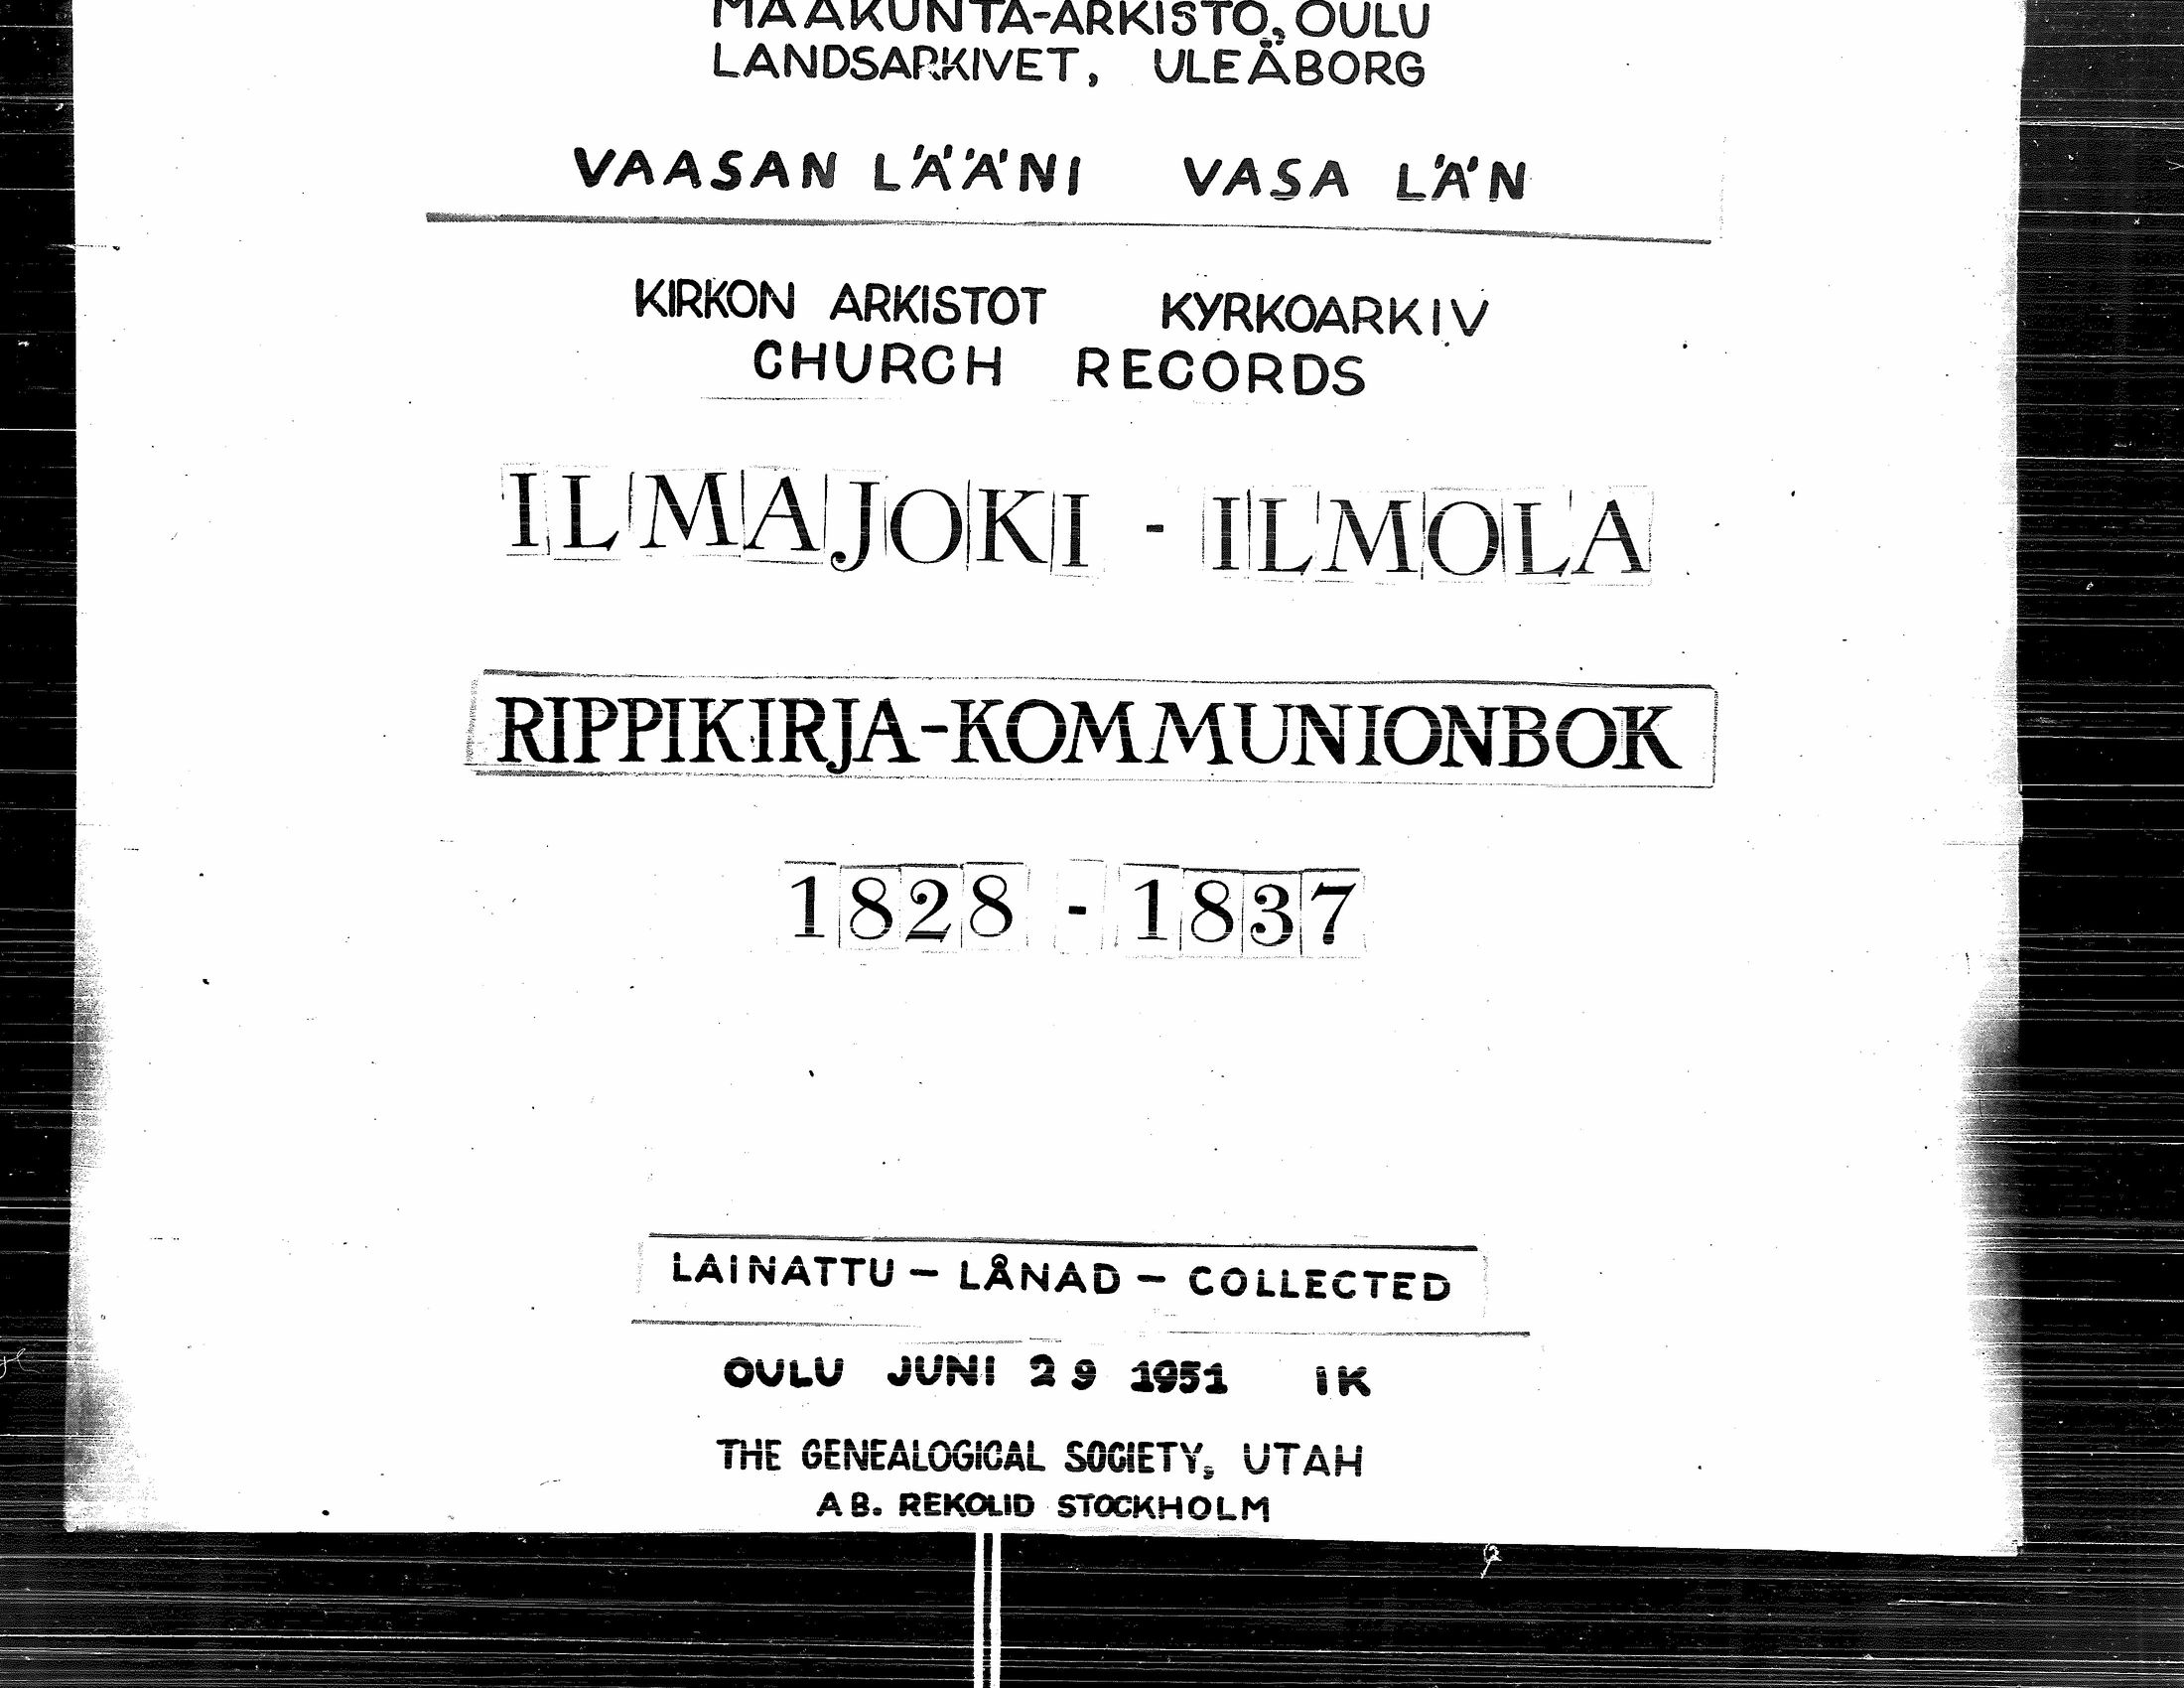 MAAKUNTA-ARKISTO, OULU
LANDSARKIVET, ULEÅBORG
VAASAN LÄÄNI VASA LÄN
KIRKON ARKISTOT KYRKOARKIV
CHURCH RECORDS
ILMAJOKI - ILMOLA
RIPPIKIRJA-KOMMUNIONBOK
1828 - 1837
LAINATTU – LÅNAD – COLLECTED
OULU JUNI 29 1951 IK
THE GENEALOGICAL SOCIETY, UTAH
AB. REKOLID STOCKHOLM